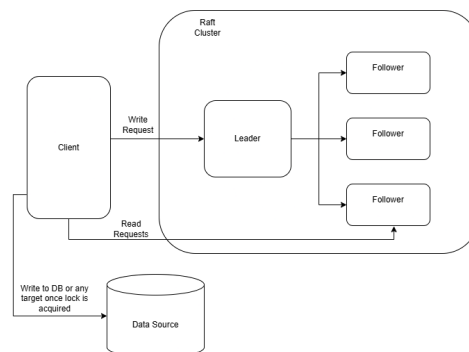 Raft
Cluster
Follower
Write
Request
Client
Leader
Follower
Follower
Read
Requests
Write to DB or any
target once lock is
acquired
Data Source